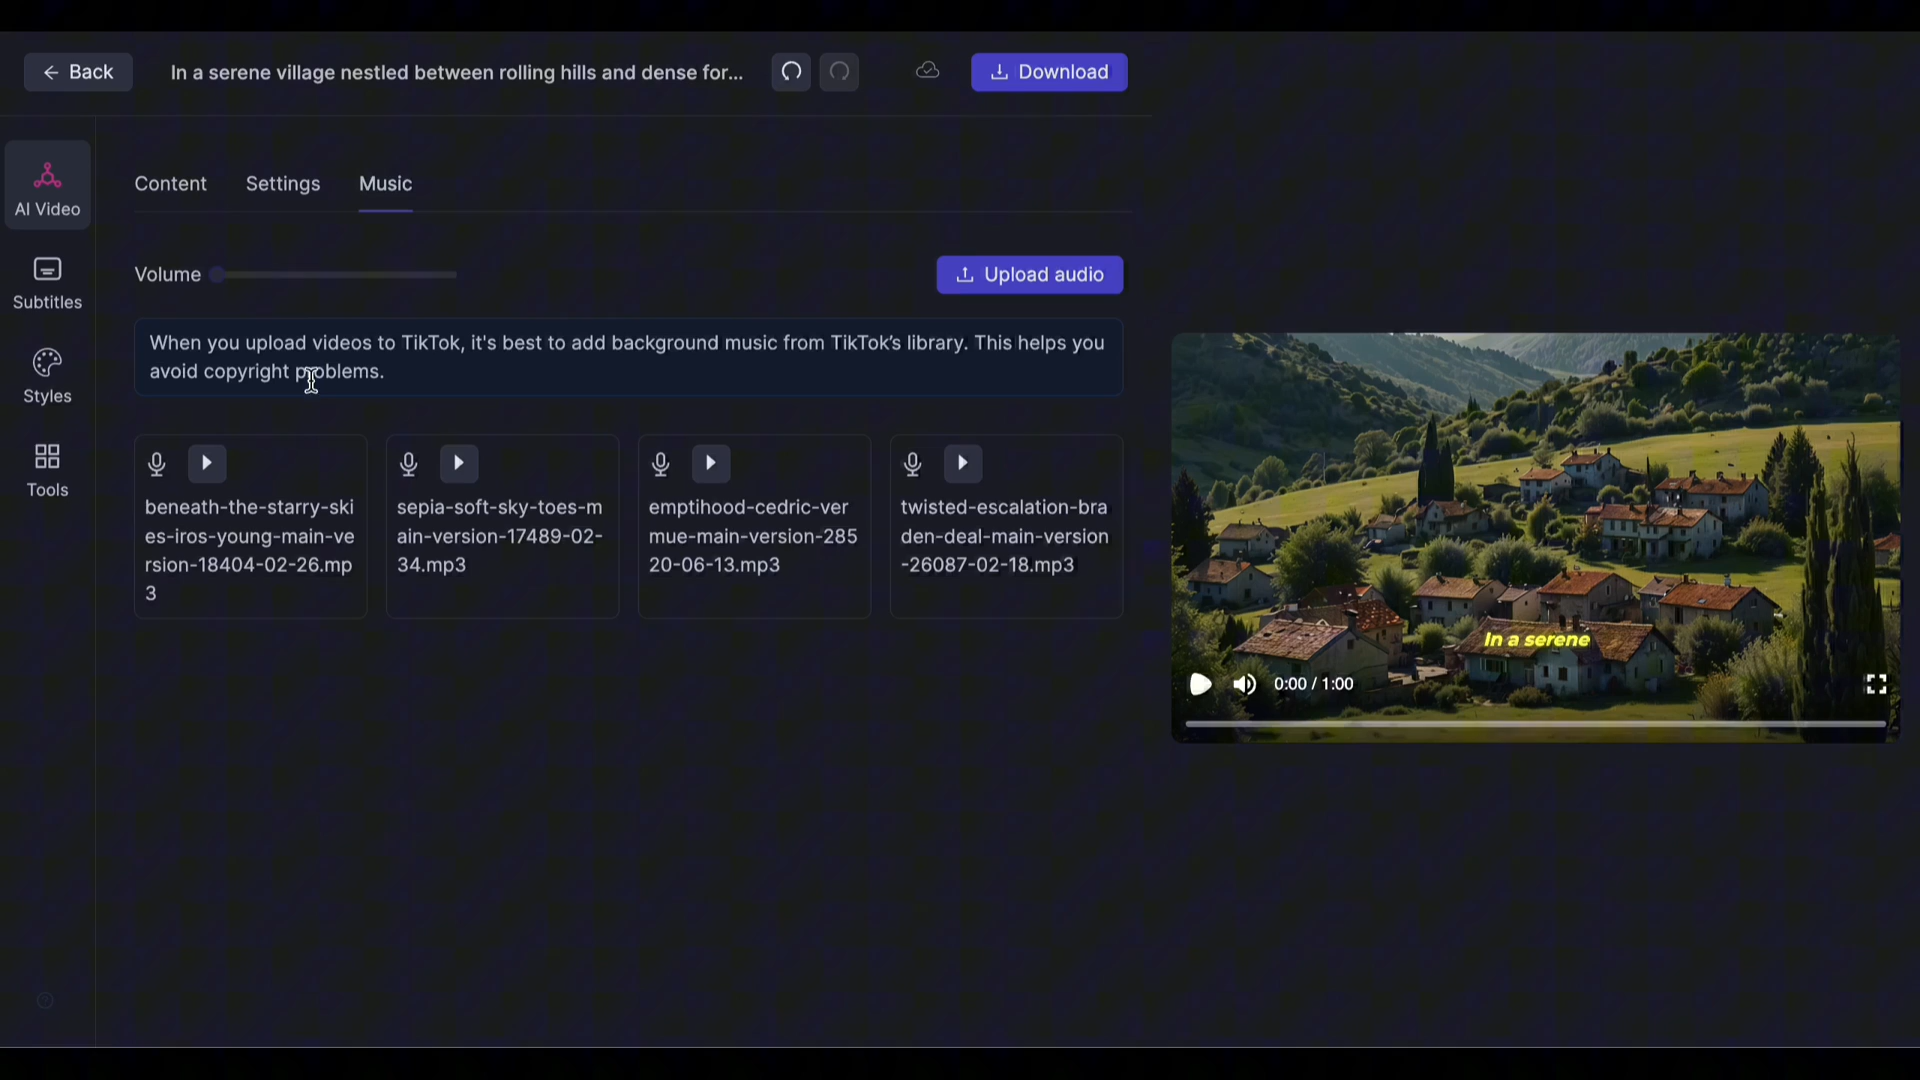 Back
In a serene village nestled between rolling hills and dense for...
Download
AI Video
Subtitles
Styles
Tools
Content Settings Music
Volume
Upload audio
When you upload videos to TikTok, it's best to add background music from TikTok’s library. This helps you
avoid copyright problems.
beneath-the-starry-ski
es-iros-young-main-ve
rsion-18404-02-26.mp
3
sepia-soft-sky-toes-m
ain-version-17489-02-
34.mp3
emptihood-cedric-ver
mue-main-version-285
20-06-13.mp3
twisted-escalation-bra
den-deal-main-version
-26087-02-18.mp3
In a serene
0:00 / 1:00